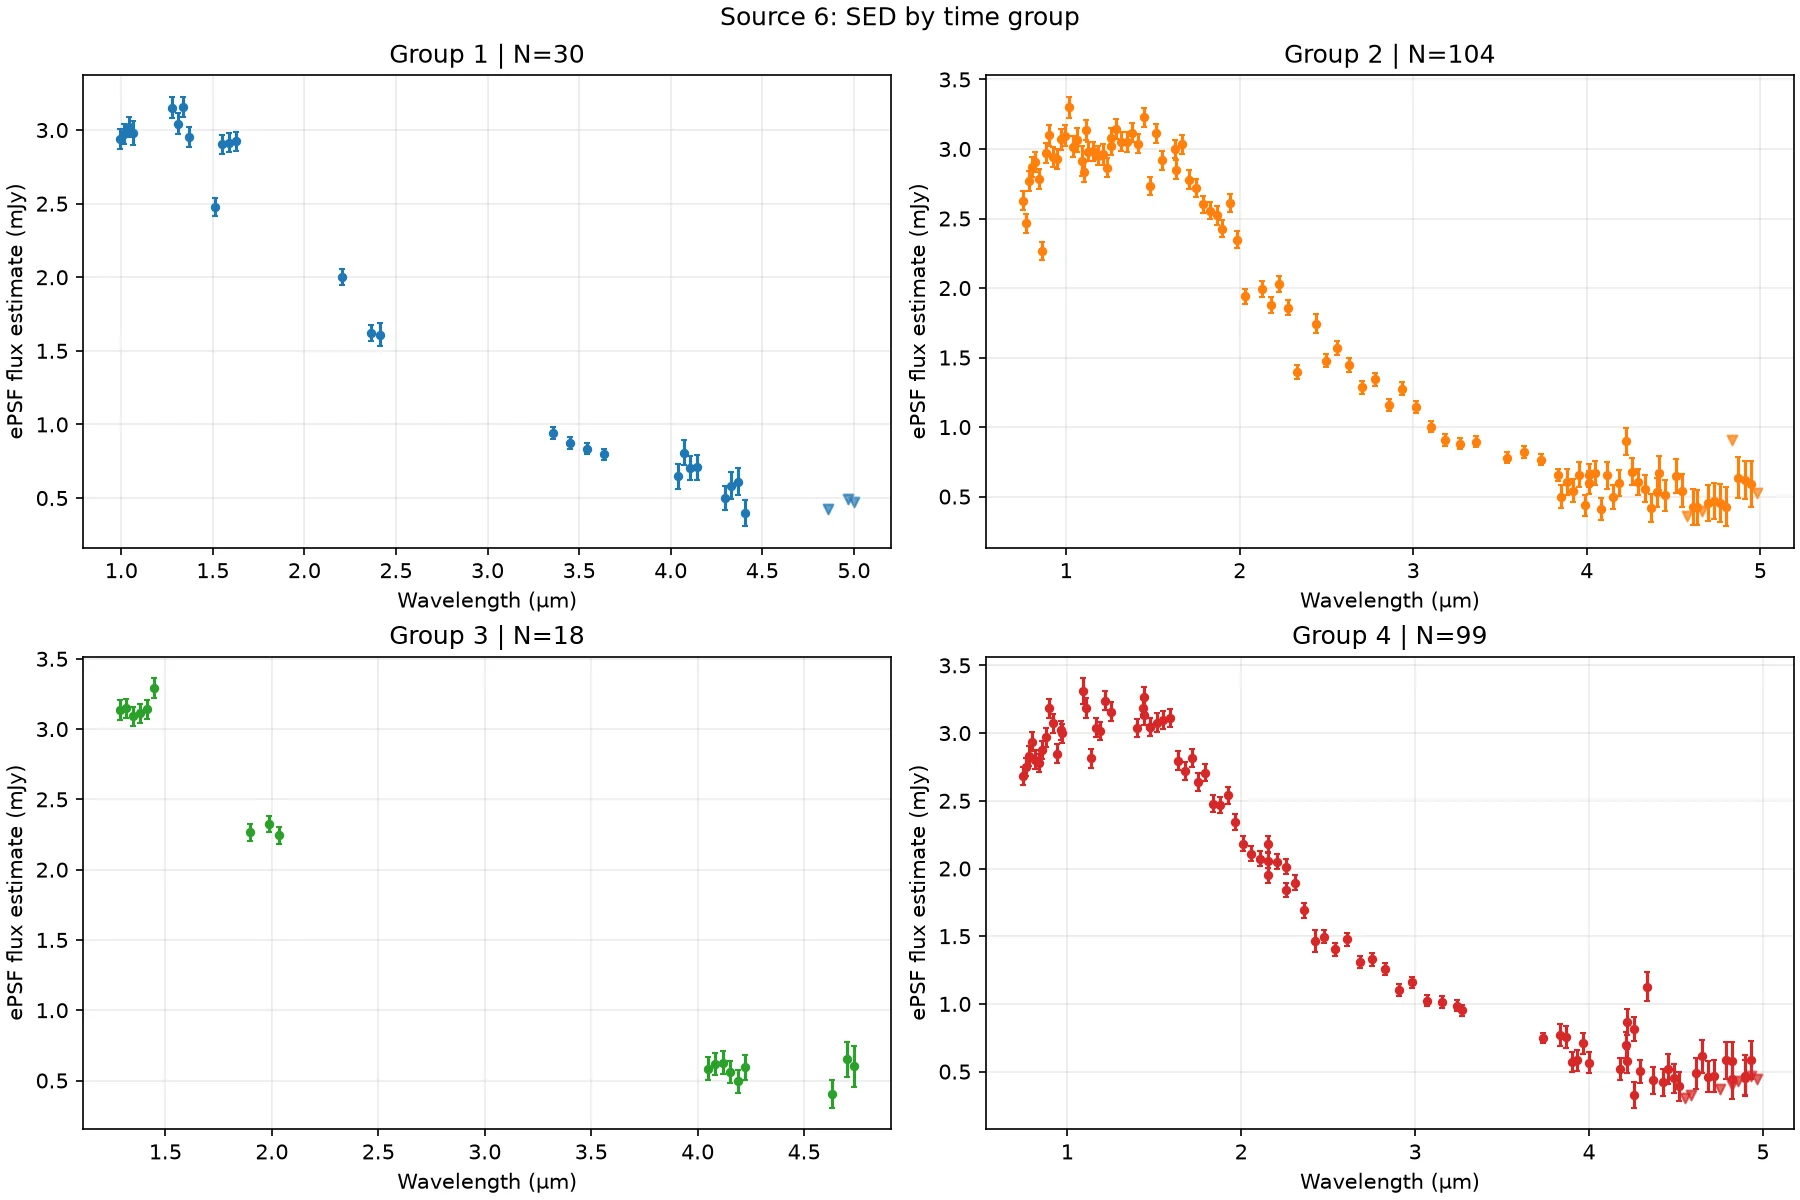 Source 6: SED by time group
Group 1 | N=30
ePSF flux estimate (mJy)
3.0
2.5
2.0
1.5
1.0
0.5
1.0 1.5 2.0 2.5 3.0 3.5 4.0 4.5 5.0
Wavelength (µm)
Group 2 | N=104
ePSF flux estimate (mJy)
3.5
3.0
2.5
2.0
1.5
1.0
0.5
1 2 3 4 5
Wavelength (µm)
Group 3 | N=18
ePSF flux estimate (mJy)
3.5
3.0
2.5
2.0
1.5
1.0
0.5
1.5 2.0 2.5 3.0 3.5 4.0 4.5
Wavelength (µm)
Group 4 | N=99
ePSF flux estimate (mJy)
3.5
3.0
2.5
2.0
1.5
1.0
0.5
1 2 3 4 5
Wavelength (µm)